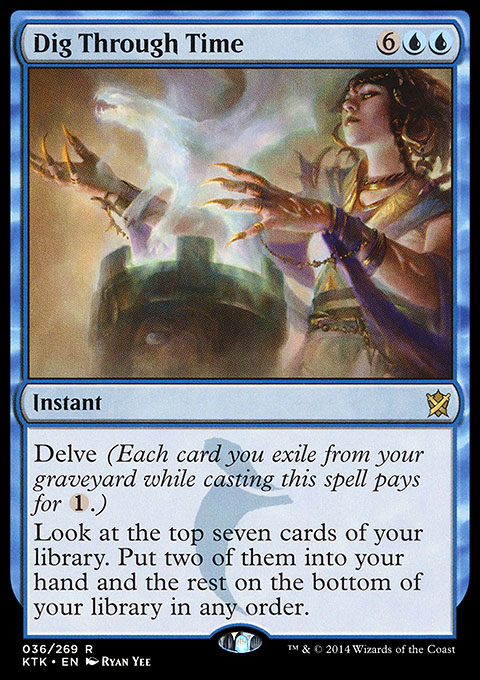 Dig Through Time 6
Instant
Delve (Each card you exile from your
graveyard while casting this spell pays
for 1.)
Look at the top seven cards of your
library. Put two of them into your
hand and the rest on the bottom of
your library in any order.
036/269 R
KTK • EN Ryan Yee
™ & © 2014 Wizards of the Coast